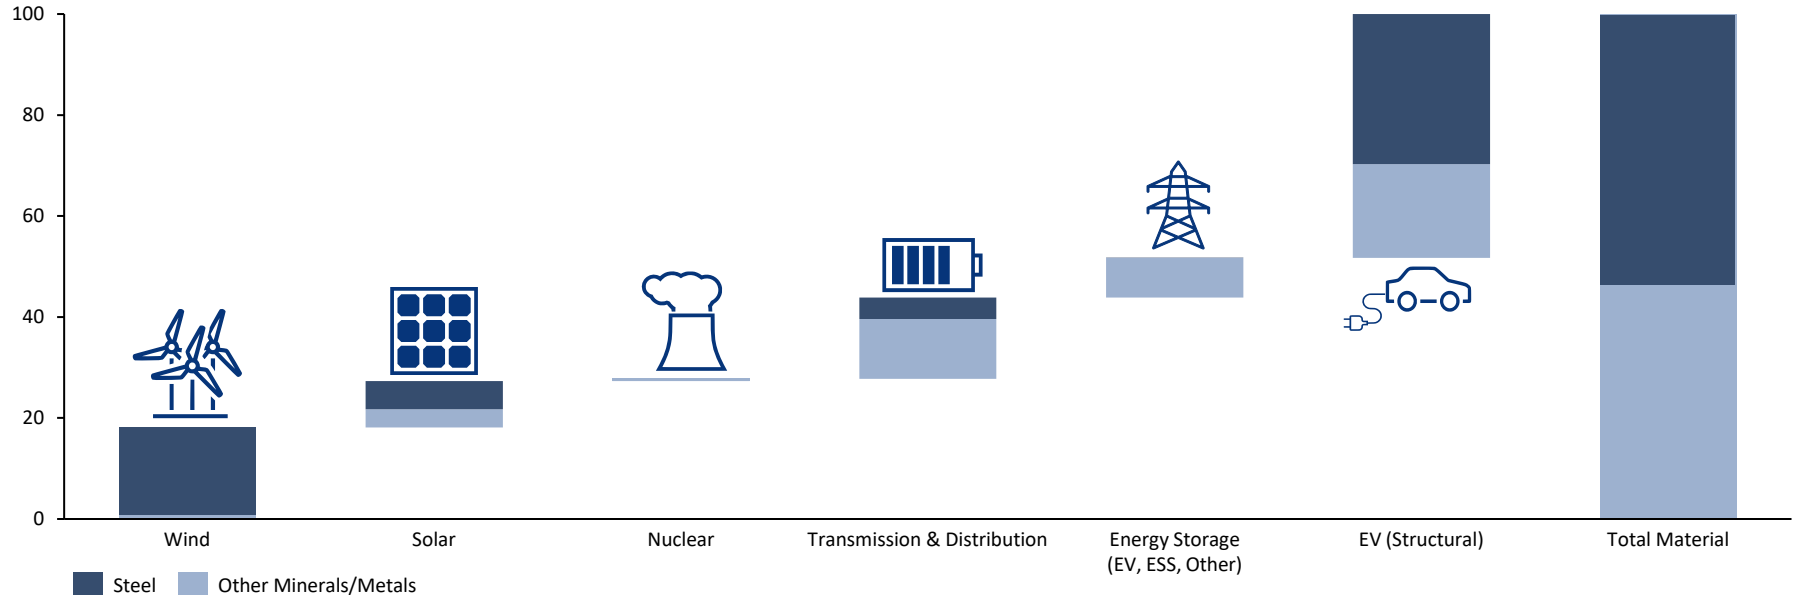 100
80
60
40
20
0
Wind
Solar
Nuclear
Transmission & Distribution
Energy Storage
(EV, ESS, Other)
EV (Structural)
Total Material
Steel
Other Minerals/Metals